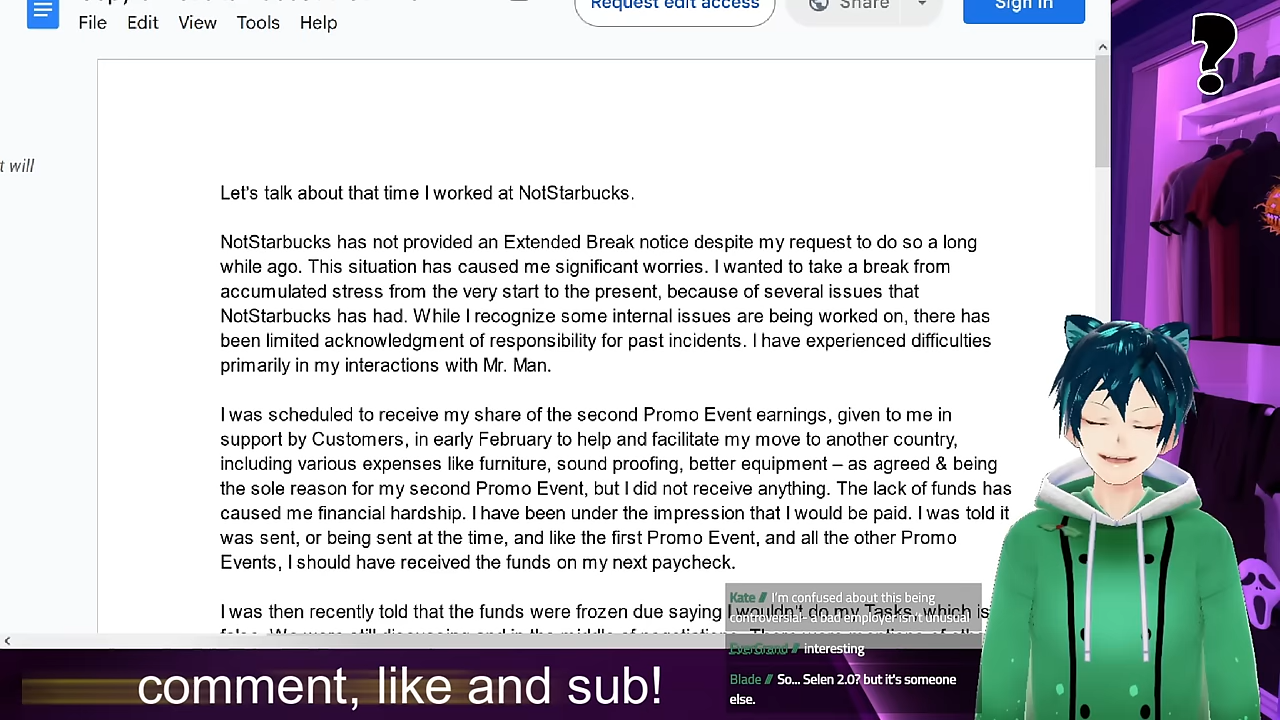 Request edit access
Share
Sign in
File Edit View Tools Help
t will
Let's talk about that time I worked at NotStarbucks.
NotStarbucks has not provided an Extended Break notice despite my request to do so a long
while ago. This situation has caused me significant worries. I wanted to take a break from
accumulated stress from the very start to the present, because of several issues that
NotStarbucks has had. While I recognize some internal issues are being worked on, there has
been limited acknowledgment of responsibility for past incidents. I have experienced difficulties
primarily in my interactions with Mr. Man.
I was scheduled to receive my share of the second Promo Event earnings, given to me in
support by Customers, in early February to help and facilitate my move to another country,
including various expenses like furniture, sound proofing, better equipment – as agreed & being
the sole reason for my second Promo Event, but I did not receive anything. The lack of funds has
caused me financial hardship. I have been under the impression that I would be paid. I was told it
was sent, or being sent at the time, and like the first Promo Event, and all the other Promo
Events, I should have received the funds on my next paycheck.
I was then recently told that the funds were frozen due saying I wouldn't do my Tasks, which is
Kate // I'm confused about this being
controversial- a bad employer isn't unusual
EverGrand // interesting
Blade // So... Selen 2.0? but it's someone
else.
comment, like and sub!
?